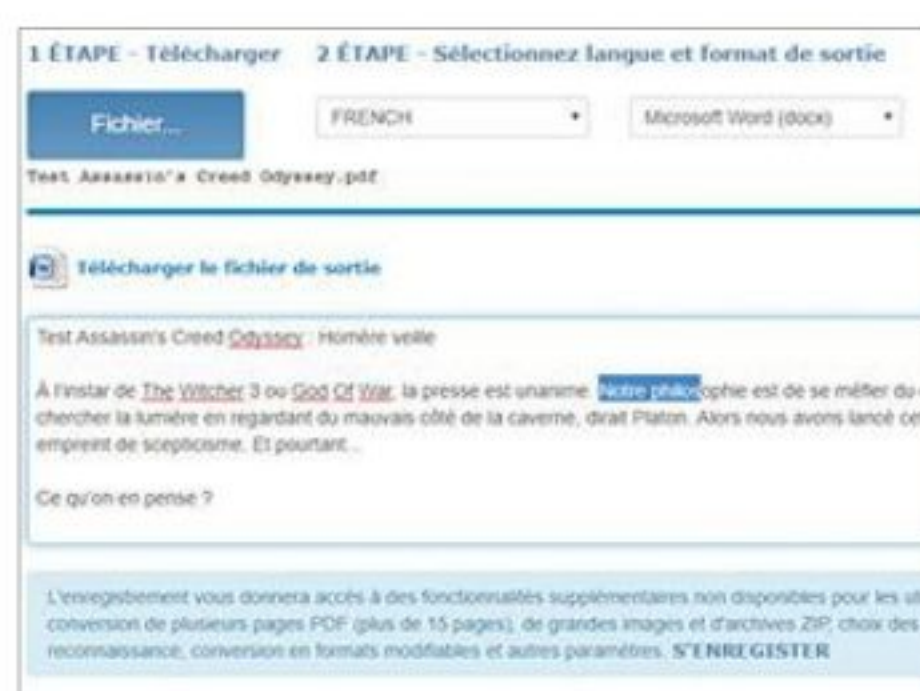 1 ÉTAPE - Télécharger 2 ÉTAPE - Sélectionnez langue et format de sortie
Fichier... FRENCH Microsoft Word (docx)
Test Assassin's Creed Odyssey.pdf
Télécharger le fichier de sortie
Test Assassin's Creed Odyssey : Homère veille
À l'instar de The Witcher 3 ou God Of War, la presse est unanime. Notre philosophie est de se méfier du
chercher la lumière en regardant du mauvais côté de la caverne, dirait Platon. Alors nous avons lancé ce
empreint de scepticisme. Et pourtant...
Ce qu'on en pense ?
L'enregistrement vous donnera accès à des fonctionnalités supplémentaires non disponibles pour les
conversion de plusieurs pages PDF (plus de 15 pages), de grandes images et d'archives ZIP, choix des
reconnaissance, conversion en formats modifiables et autres paramètres. S'ENREGISTER